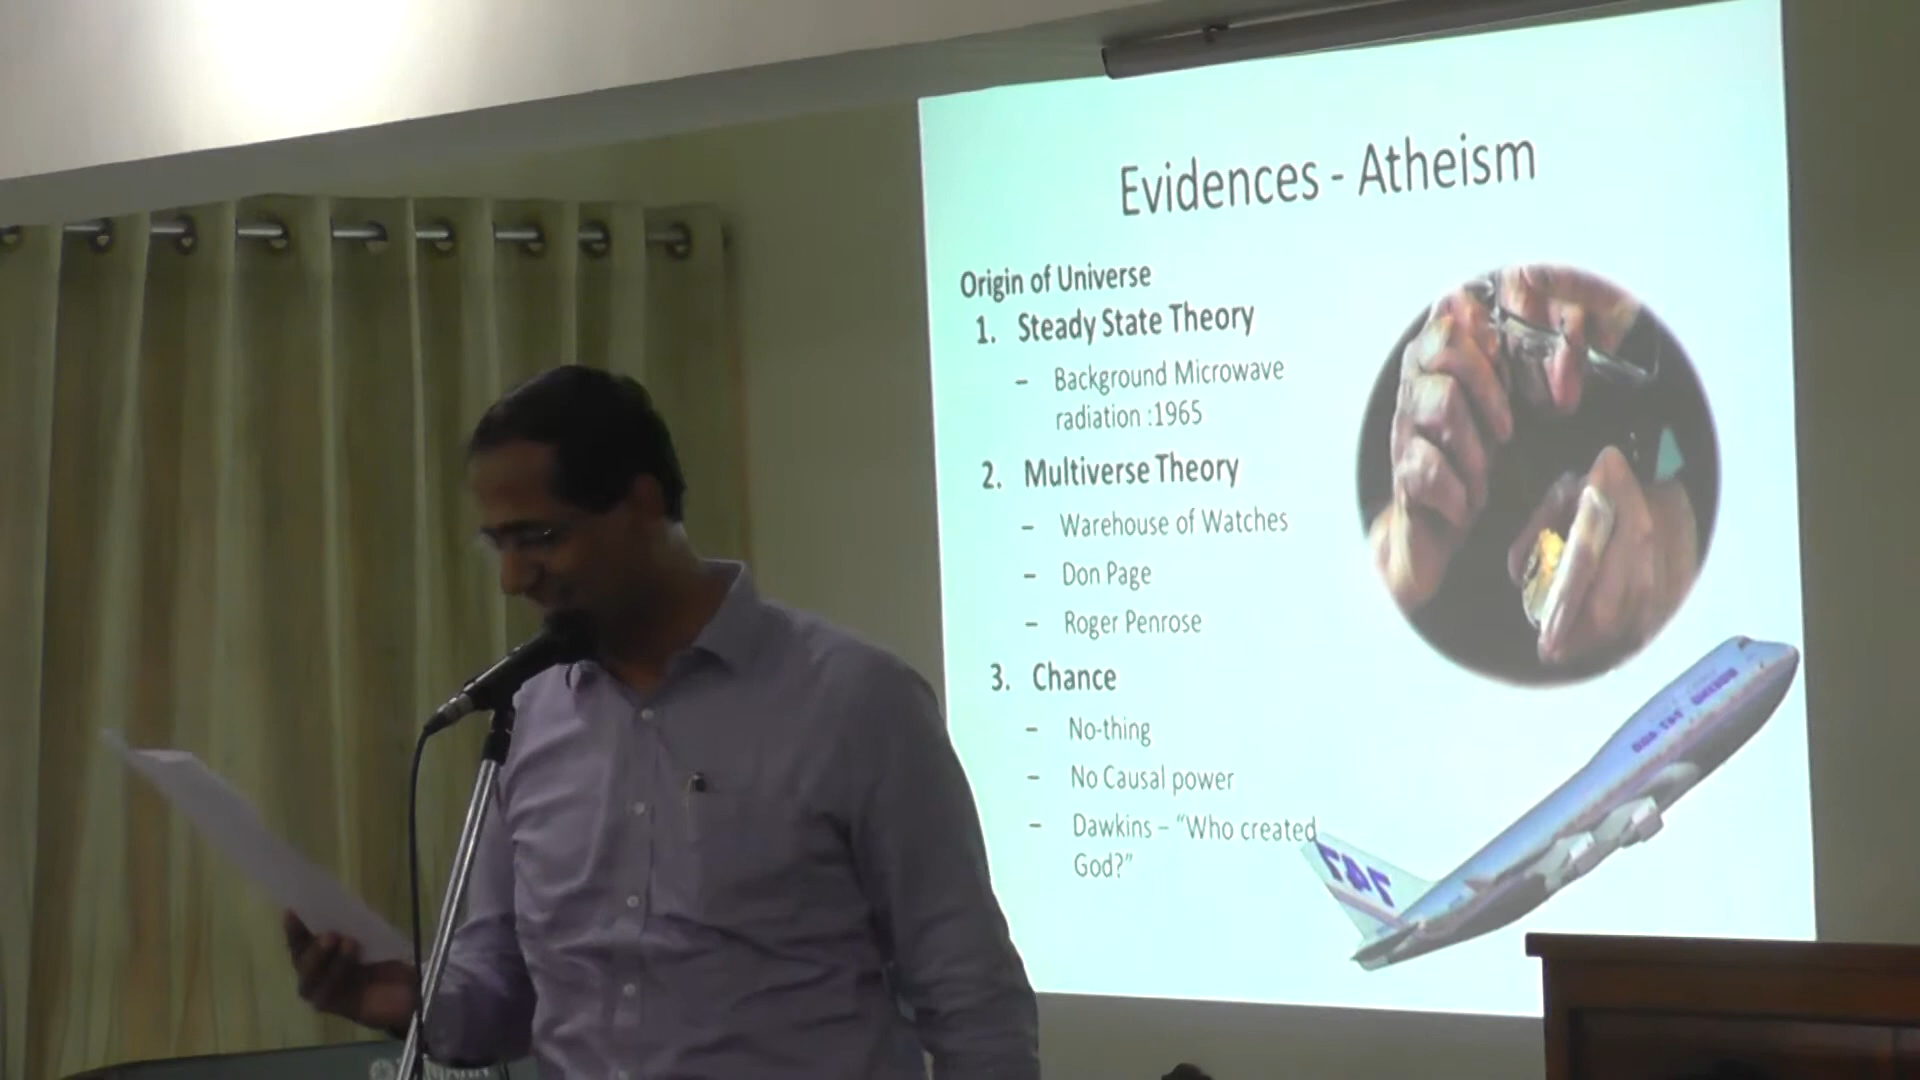 Evidences - Atheism
Origin of Universe
1. Steady State Theory
– Background Microwave
radiation :1965
2. Multiverse Theory
– Warehouse of Watches
– Don Page
– Roger Penrose
3. Chance
– No-thing
– No Causal power
– Dawkins – “Who created
God?”
747